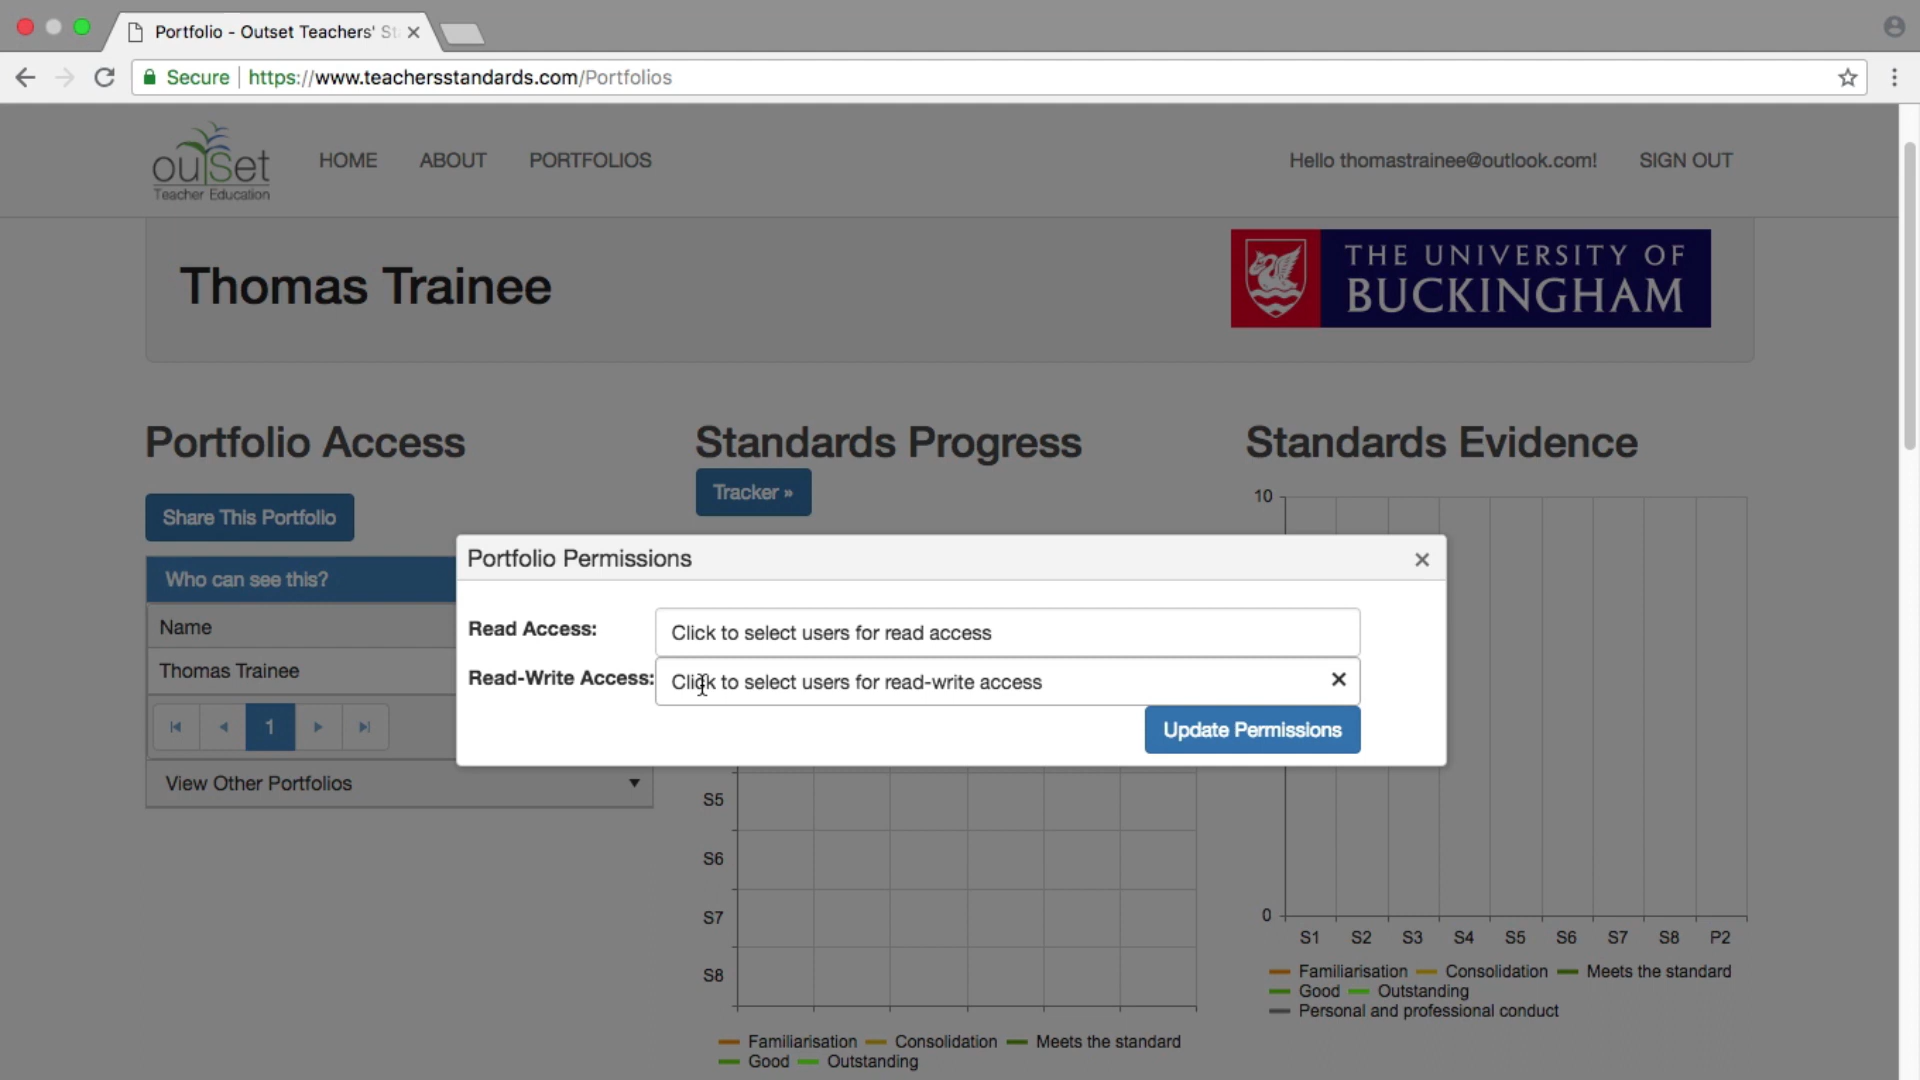 Portfolio - Outset Teachers' St
Secure | https://www.teachersstandards.com/Portfolios
outset
Teacher Education
HOME
ABOUT
PORTFOLIOS
Hello thomastrainee@outlook.com!
SIGN OUT
Thomas Trainee
THE UNIVERSITY OF
BUCKINGHAM
Portfolio Access
Standards Progress
Standards Evidence
Share This Portfolio
Tracker »
Who can see this?
Name
Thomas Trainee
1
View Other Portfolios
Portfolio Permissions
Read Access:
Click to select users for read access
Read-Write Access:
Click to select users for read-write access
Update Permissions
S5
S6
S7
S8
Familiarisation Consolidation Meets the standard
Good Outstanding
10
0
S1 S2 S3 S4 S5 S6 S7 S8 P2
Familiarisation Consolidation Meets the standard
Good Outstanding
Personal and professional conduct